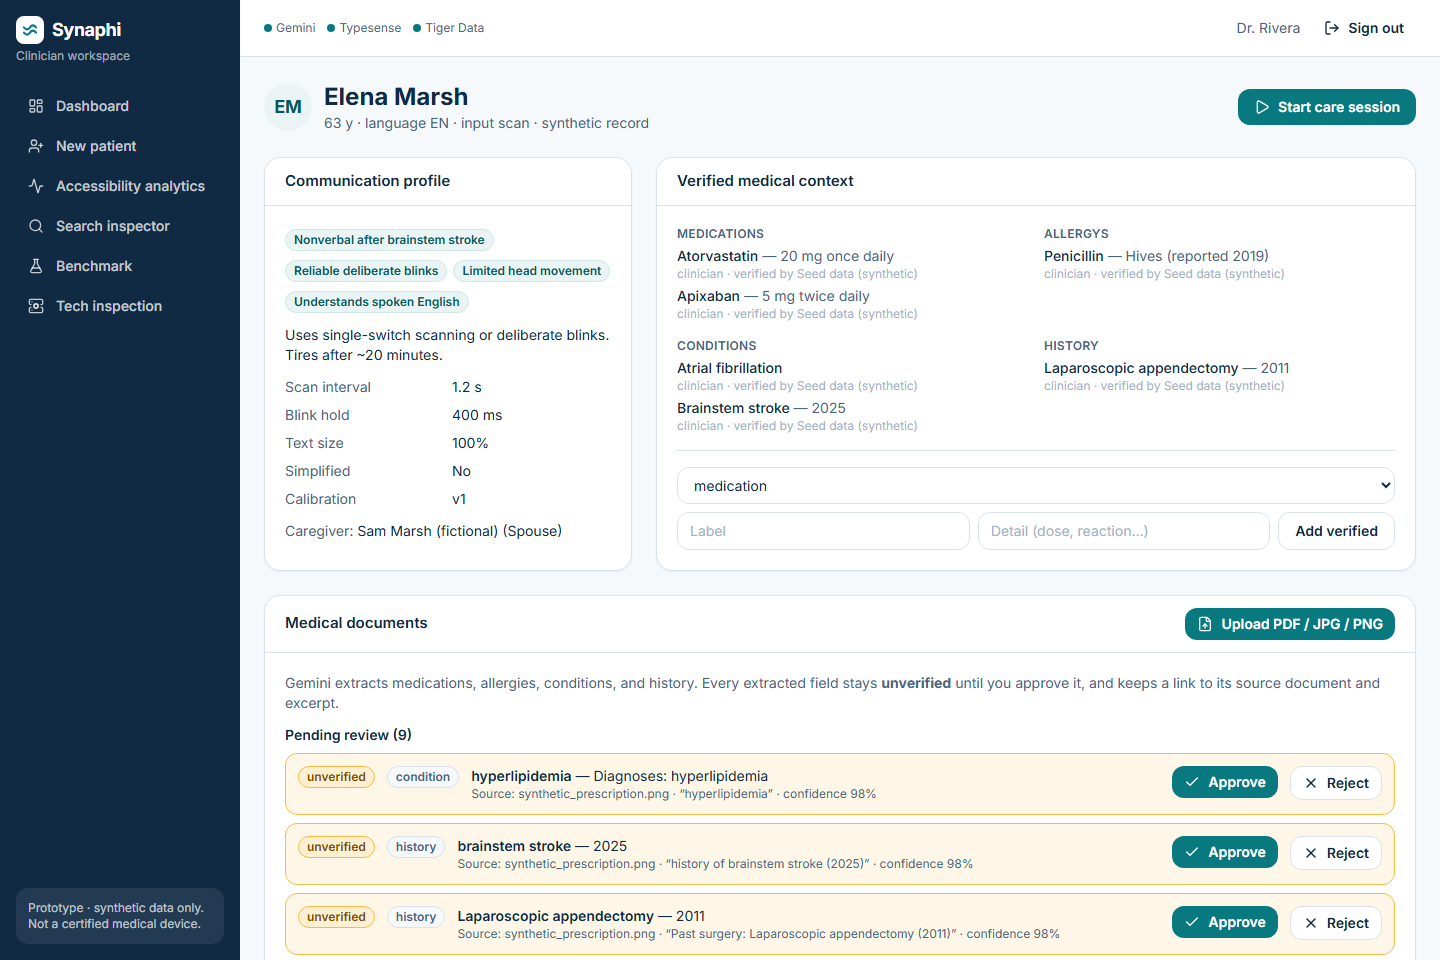 Synaphi
Clinician workspace
Dashboard
New patient
Accessibility analytics
Search inspector
Benchmark
Tech inspection
Prototype · synthetic data only.
Not a certified medical device.
Gemini Typesense Tiger Data
Dr. Rivera Sign out
EM
Elena Marsh
63 y · language EN · input scan · synthetic record
Start care session
Communication profile
Nonverbal after brainstem stroke
Reliable deliberate blinks Limited head movement
Understands spoken English
Uses single-switch scanning or deliberate blinks.
Tires after ~20 minutes.
Scan interval 1.2 s
Blink hold 400 ms
Text size 100%
Simplified No
Calibration v1
Caregiver: Sam Marsh (fictional) (Spouse)
Verified medical context
MEDICATIONS
Atorvastatin — 20 mg once daily
clinician · verified by Seed data (synthetic)
Apixaban — 5 mg twice daily
clinician · verified by Seed data (synthetic)
ALLERGYS
Penicillin — Hives (reported 2019)
clinician · verified by Seed data (synthetic)
CONDITIONS
Atrial fibrillation
clinician · verified by Seed data (synthetic)
Brainstem stroke — 2025
clinician · verified by Seed data (synthetic)
HISTORY
Laparoscopic appendectomy — 2011
clinician · verified by Seed data (synthetic)
medication
Label Detail (dose, reaction...) Add verified
Medical documents
Upload PDF / JPG / PNG
Gemini extracts medications, allergies, conditions, and history. Every extracted field stays unverified until you approve it, and keeps a link to its source document and
excerpt.
Pending review (9)
unverified condition hyperlipidemia — Diagnoses: hyperlipidemia
Source: synthetic_prescription.png · “hyperlipidemia” · confidence 98%
Approve Reject
unverified history brainstem stroke — 2025
Source: synthetic_prescription.png · “history of brainstem stroke (2025)” · confidence 98%
Approve Reject
unverified history Laparoscopic appendectomy — 2011
Source: synthetic_prescription.png · “Past surgery: Laparoscopic appendectomy (2011)” · confidence 98%
Approve Reject